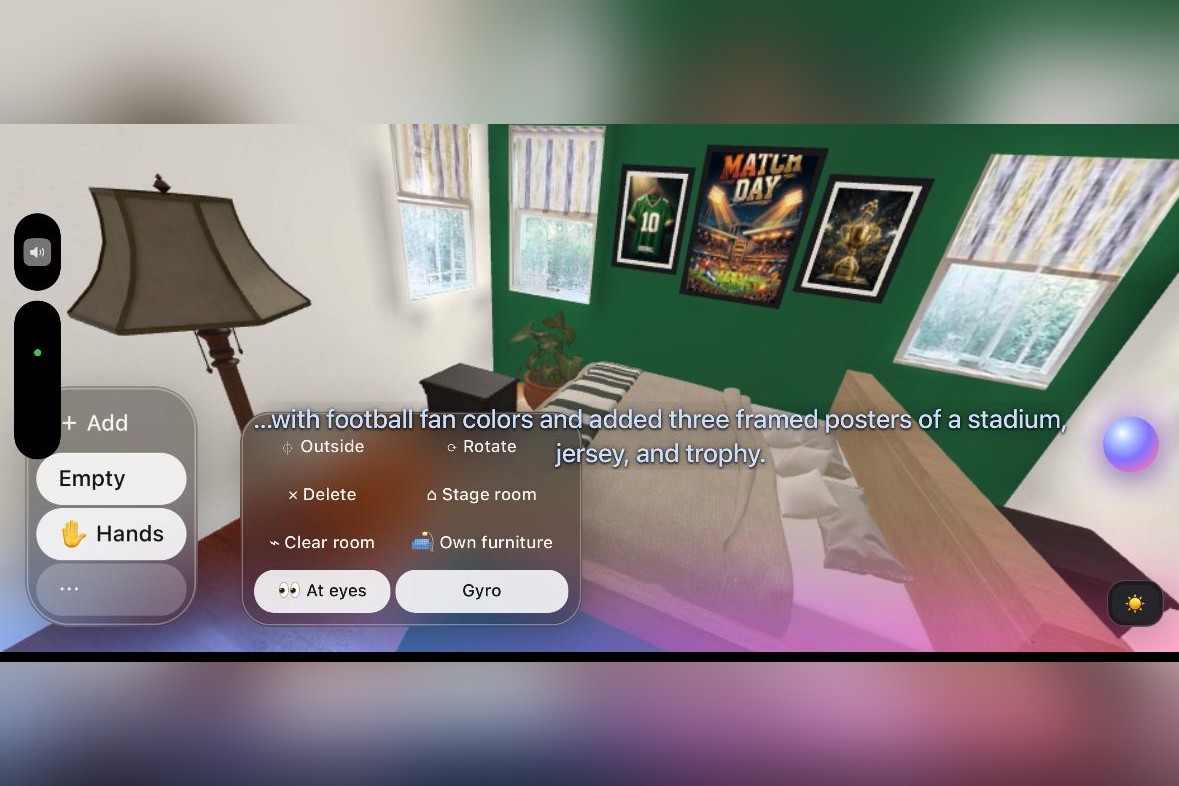 MATCH
DAY
10
+ Add
...with football fan colors and added three framed posters of a stadium,
jersey, and trophy.
Outside
Rotate
Empty
× Delete
Stage room
Hands
Clear room
Own furniture
...
At eyes
Gyro